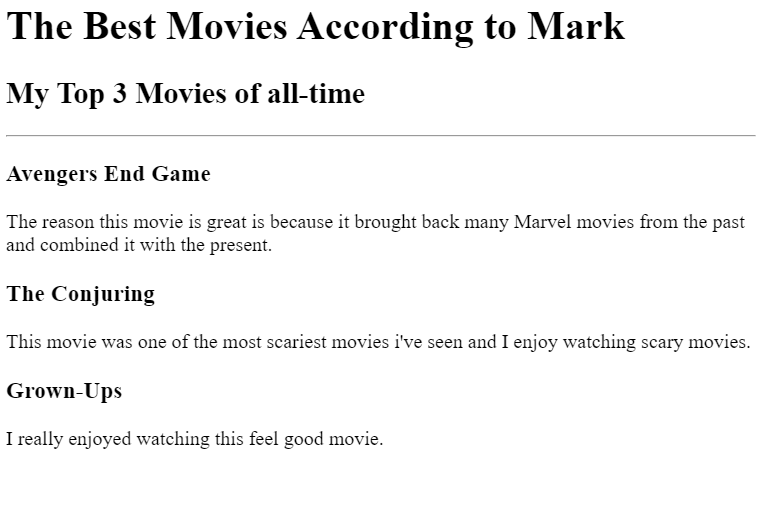 The Best Movies According to Mark
My Top 3 Movies of all-time
Avengers End Game
The reason this movie is great is because it brought back many Marvel movies from the past
and combined it with the present.
The Conjuring
This movie was one of the most scariest movies i've seen and I enjoy watching scary movies.
Grown-Ups
I really enjoyed watching this feel good movie.